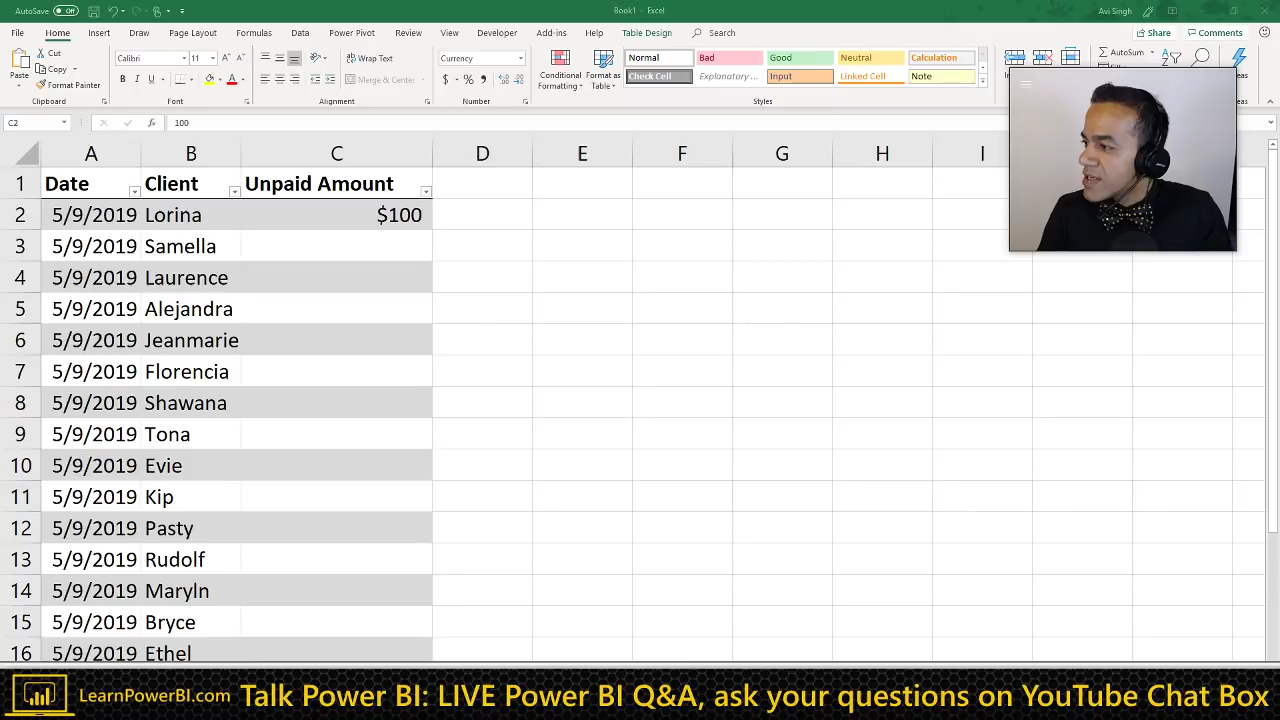 AutoSave Off Book1 - Excel Avi Singh
File Home Insert Draw Page Layout Formulas Data Power Pivot Review View Developer Add-ins Help Table Design Search Share Comments
Paste Cut Copy Format Painter Clipboard
Calibri 11 B I U A Font
Wrap Text Merge & Center Alignment
Currency $ % Number
Conditional Formatting Format as Table
Normal Bad Good Neutral Calculation
Check Cell Explanatory ... Input Linked Cell Note
Styles
AutoSum
C2 fx 100
A B C D E F G H I
1 Date Client Unpaid Amount
2 5/9/2019 Lorina $100
3 5/9/2019 Samella
4 5/9/2019 Laurence
5 5/9/2019 Alejandra
6 5/9/2019 Jeanmarie
7 5/9/2019 Florencia
8 5/9/2019 Shawana
9 5/9/2019 Tona
10 5/9/2019 Evie
11 5/9/2019 Kip
12 5/9/2019 Pasty
13 5/9/2019 Rudolf
14 5/9/2019 Maryln
15 5/9/2019 Bryce
16 5/9/2019 Ethel
LearnPowerBI.com Talk Power BI: LIVE Power BI Q&A, ask your questions on YouTube Chat Box